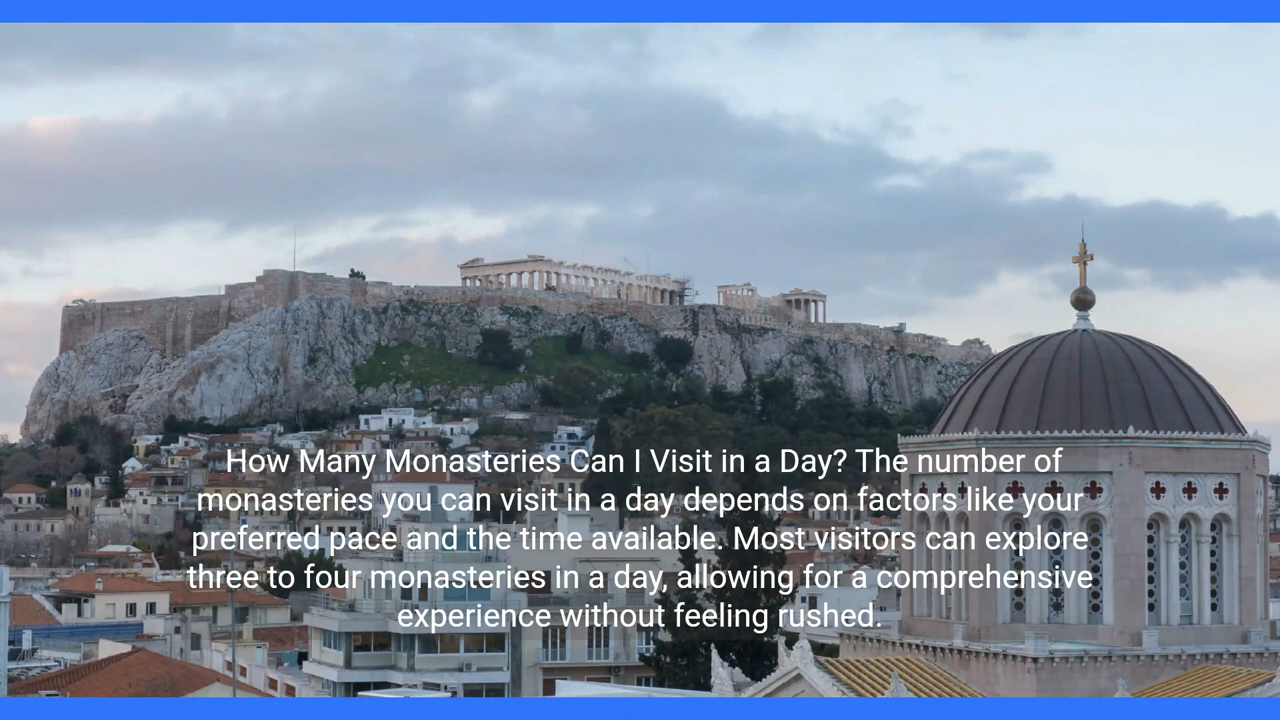 How Many Monasteries Can I Visit in a Day? The number of
monasteries you can visit in a day depends on factors like your
preferred pace and the time available. Most visitors can explore
three to four monasteries in a day, allowing for a comprehensive
experience without feeling rushed.